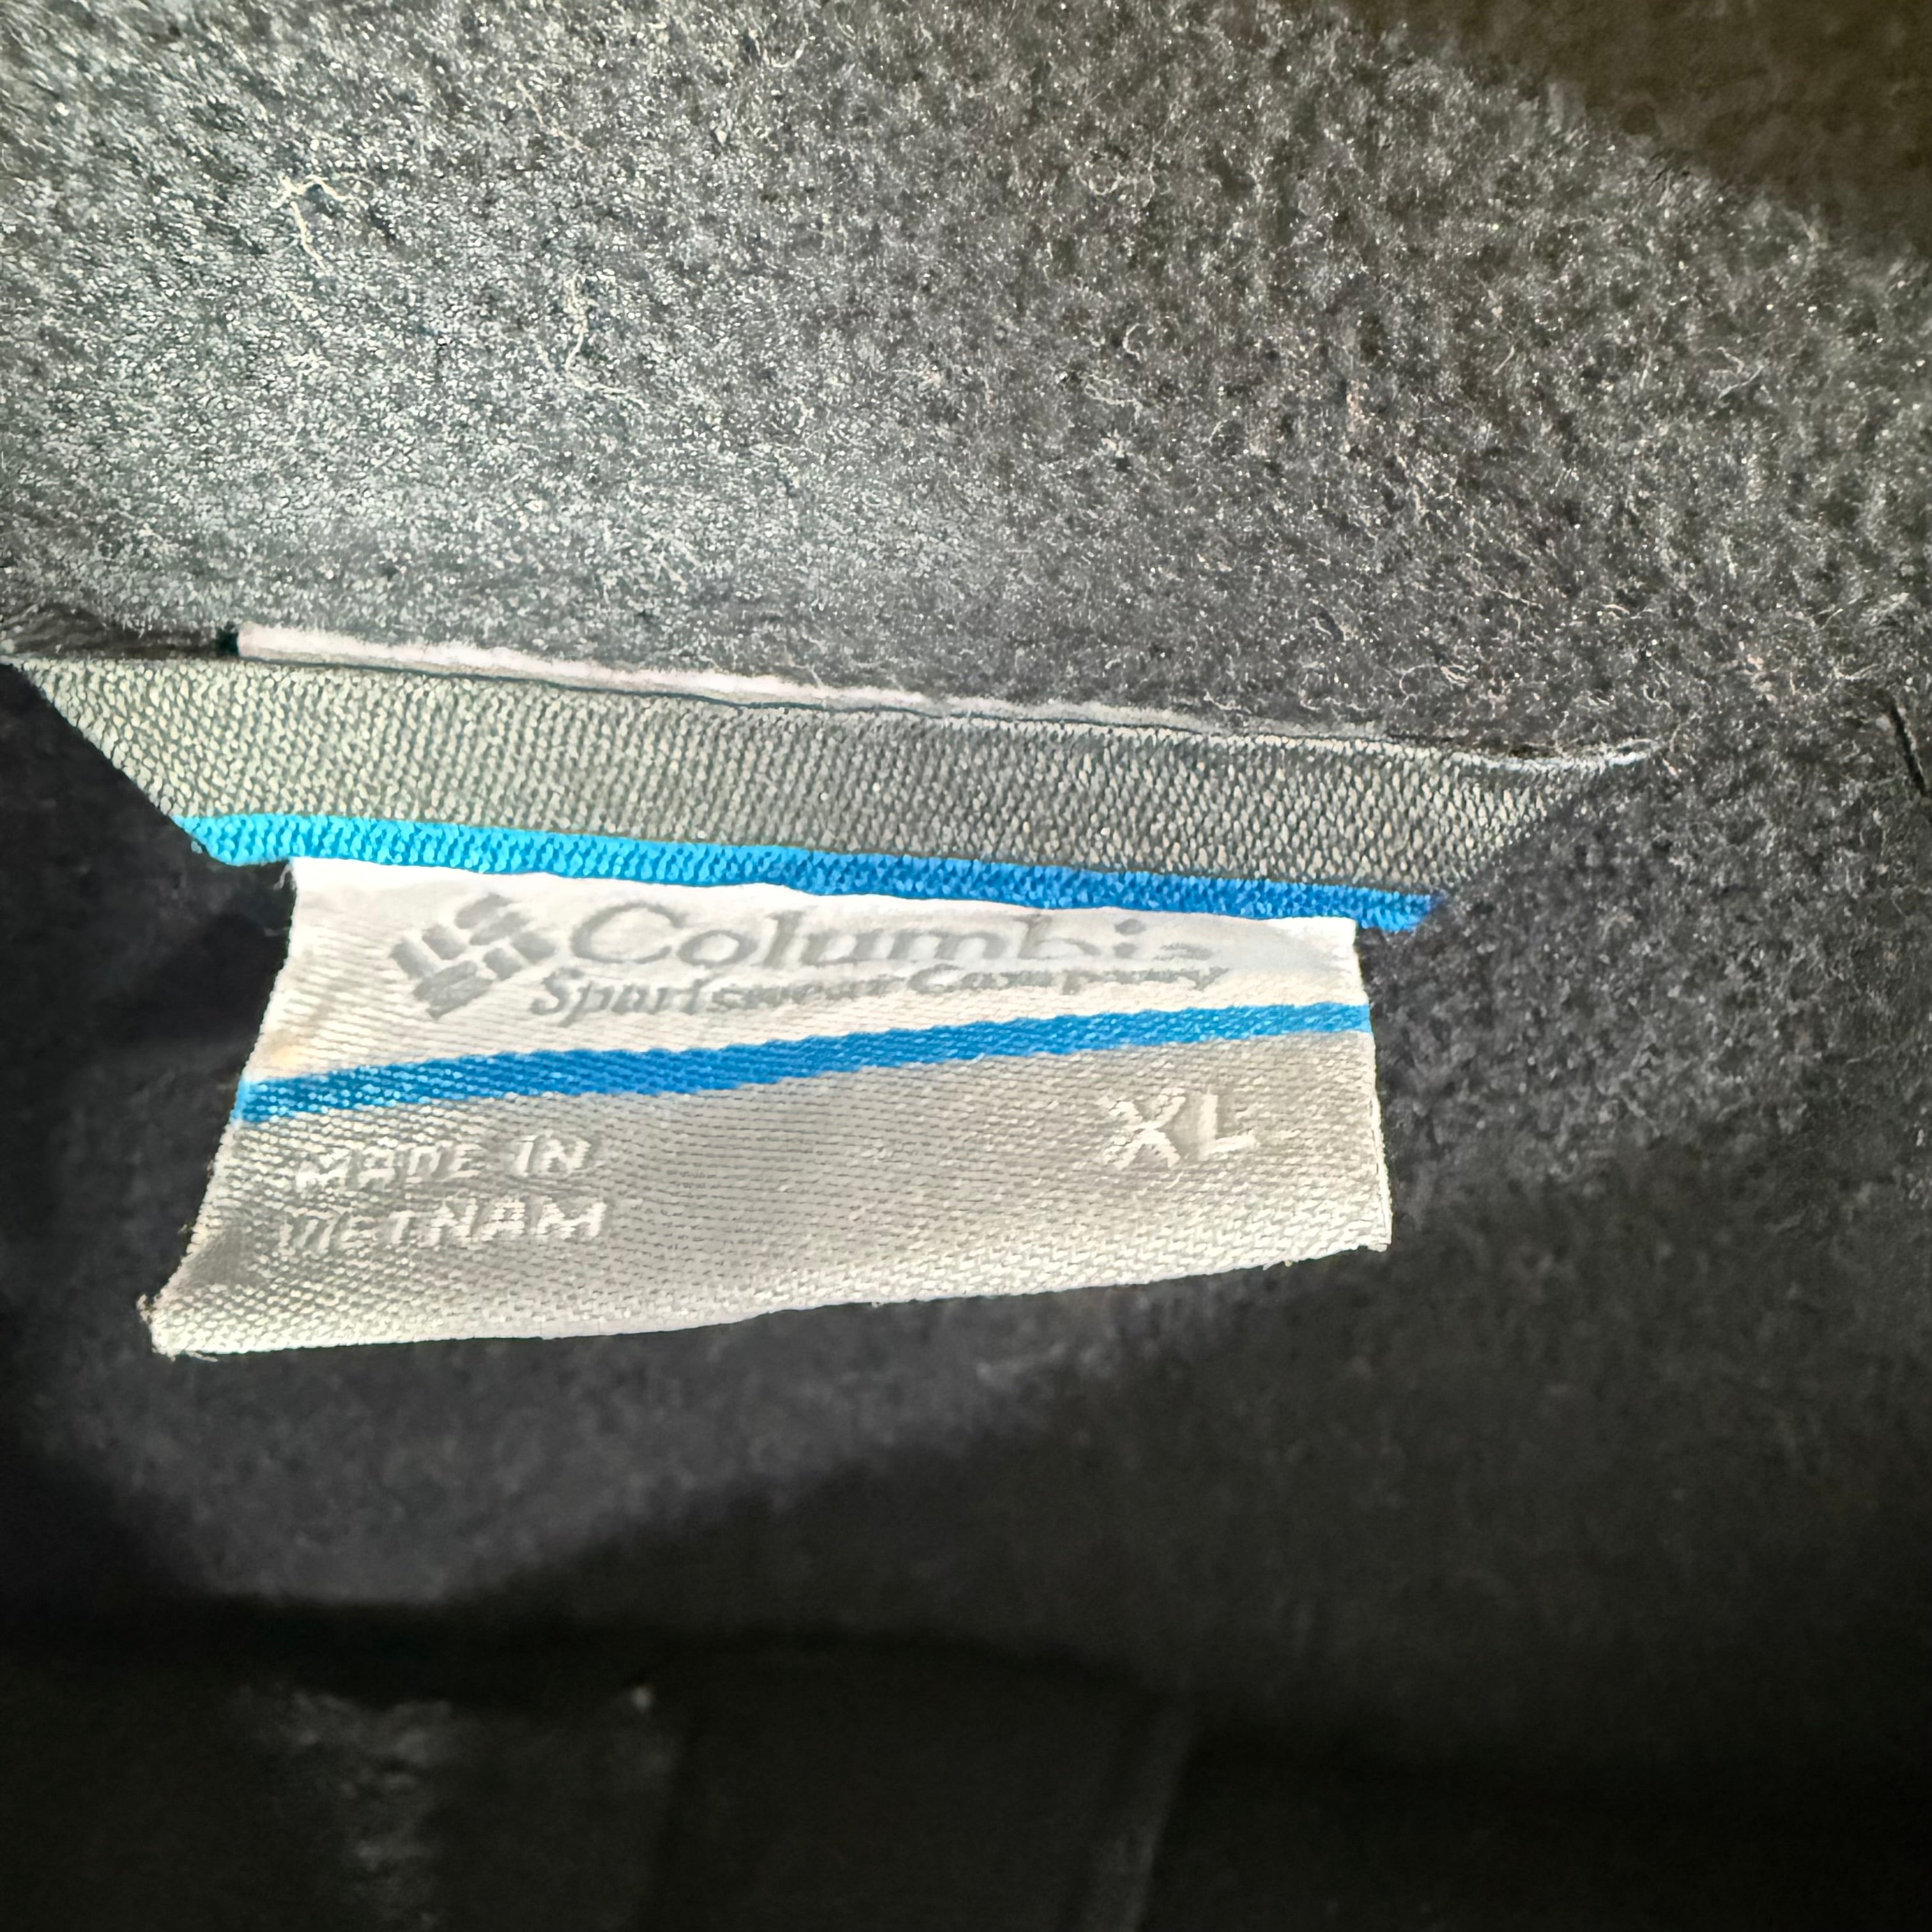 Columbia
Sportswear Company
XL
MADE IN
VIETNAM